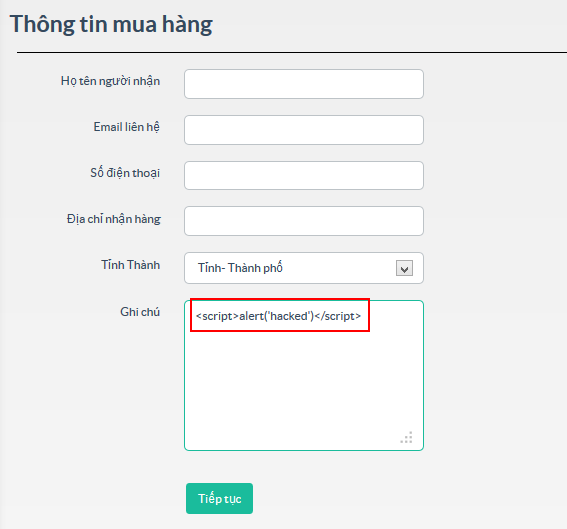 Thông tin mua hàng
Họ tên người nhận
Email liên hệ
Số điện thoại
Địa chỉ nhận hàng
Tỉnh Thành
Tỉnh- Thành phố
Ghi chú
<script>alert('hacked')</script>
Tiếp tục